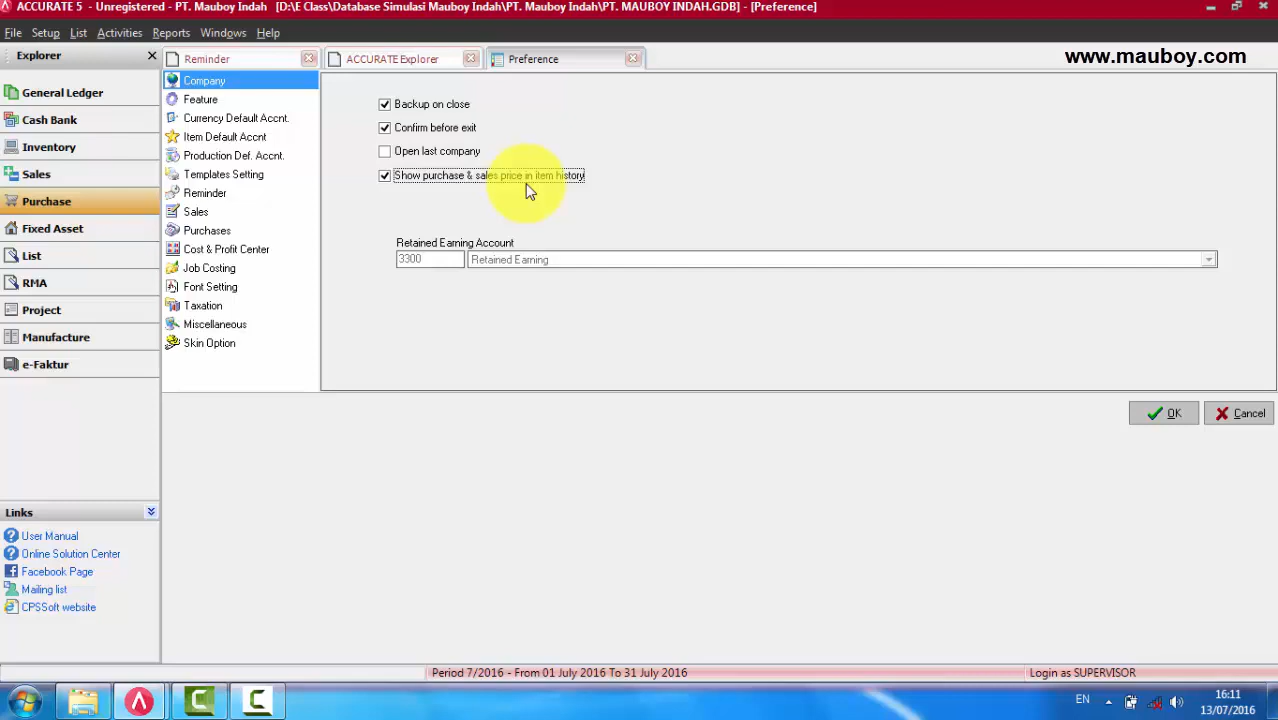 ACCURATE 5 - Unregistered - PT. Mauboy Indah [D:\E Class\Database Simulasi Mauboy Indah\PT. Mauboy Indah\PT. MAUBOY INDAH.GDB] - [Preference]
File Setup List Activities Reports Windows Help
www.mauboy.com
Explorer
Reminder
ACCURATE Explorer
Preference
General Ledger
Cash Bank
Inventory
Sales
Purchase
Fixed Asset
List
RMA
Project
Manufacture
e-Faktur
Company
Feature
Currency Default Accnt.
Item Default Accnt
Production Def. Accnt.
Templates Setting
Reminder
Sales
Purchases
Cost & Profit Center
Job Costing
Font Setting
Taxation
Miscellaneous
Skin Option
Backup on close
Confirm before exit
Open last company
Show purchase & sales price in item history
Retained Earning Account
3300 Retained Earning
OK Cancel
Links
User Manual
Online Solution Center
Facebook Page
Mailing list
CPSSoft website
Period 7/2016 - From 01 July 2016 To 31 July 2016
Login as SUPERVISOR
EN
16:11
13/07/2016